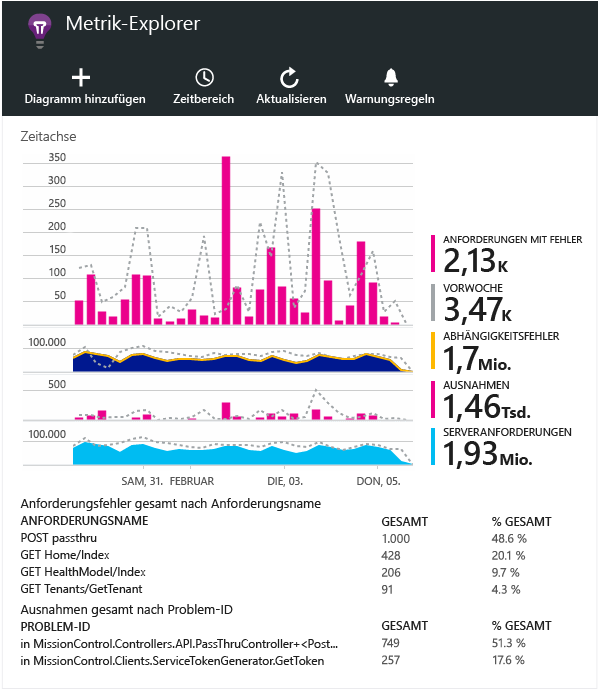 Metrik-Explorer
Diagramm hinzufügen
Zeitbereich
Aktualisieren
Warnungsregeln
Zeitachse
350
300
250
200
150
100
50
100.000
500
100.000
SAM, 31. FEBRUAR
DIE, 03.
DON, 05.
ANFORDERUNGEN MIT FEHLER
2,13K
VORWOCHE
3,47K
ABHÄNGIGKEITSFEHLER
1,7Mio.
AUSNAHMEN
1,46Tsd.
SERVERANFORDERUNGEN
1,93Mio.
Anforderungsfehler gesamt nach Anforderungsname
ANFORDERUNGSNAME GESAMT % GESAMT
POST passthru 1.000 48.6 %
GET Home/Index 428 20.1 %
GET HealthModel/Index 206 9.7 %
GET Tenants/GetTenant 91 4.3 %
Ausnahmen gesamt nach Problem-ID
PROBLEM-ID GESAMT % GESAMT
in MissionControl.Controllers.API.PassThruController+<Post... 749 51.3 %
in MissionControl.Clients.ServiceTokenGenerator.GetToken 257 17.6 %